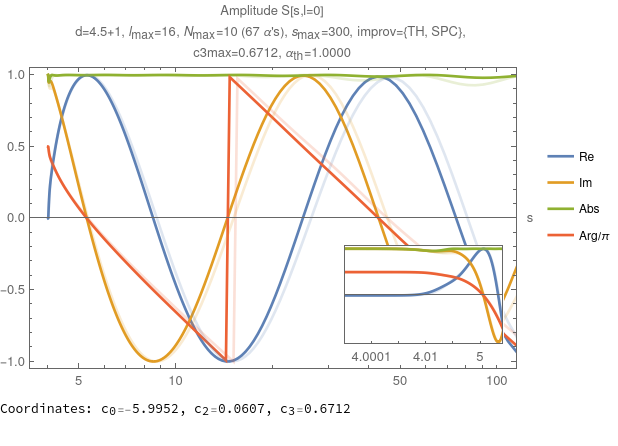 Amplitude S[s,l=0]
d=4.5+1, lmax=16, Nmax=10 (67 α's), smax=300, improv={TH, SPC},
c3max=0.6712, αth=1.0000
1.0
0.5
0.0
-0.5
-1.0
s
Re
Im
Abs
Arg/π
4.0001 4.01 5
5 10 50 100
Coordinates: c0=-5.9952, c2=0.0607, c3=0.6712